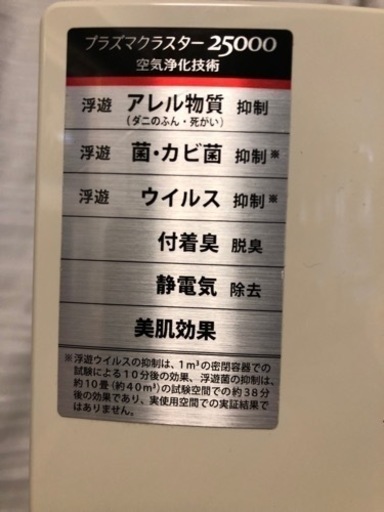 プラズマクラスター25000
空気浄化技術
浮遊 アレル物質 抑制
(ダニのふん・死がい)
浮遊 菌・カビ菌 抑制※
浮遊 ウイルス 抑制※
付着臭 脱臭
静電気 除去
美肌効果
※浮遊ウイルスの抑制は、1m³の密閉容器での
試験による10分後の効果、浮遊菌の抑制は、
約10畳(約40m³)の試験空間での約38分
後の効果であり、実使用空間での実証結果で
はありません。